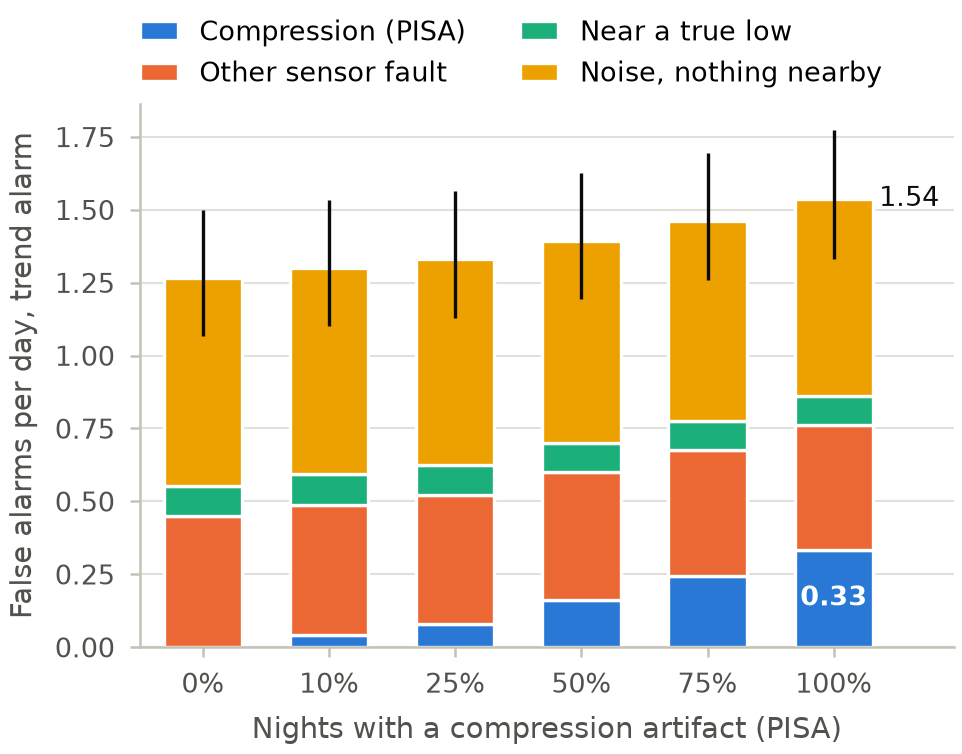 Compression (PISA)
Other sensor fault
Near a true low
Noise, nothing nearby
False alarms per day, trend alarm
1.75
1.50
1.25
1.00
0.75
0.50
0.25
0.00
1.54
0.33
0%
10%
25%
50%
75%
100%
Nights with a compression artifact (PISA)